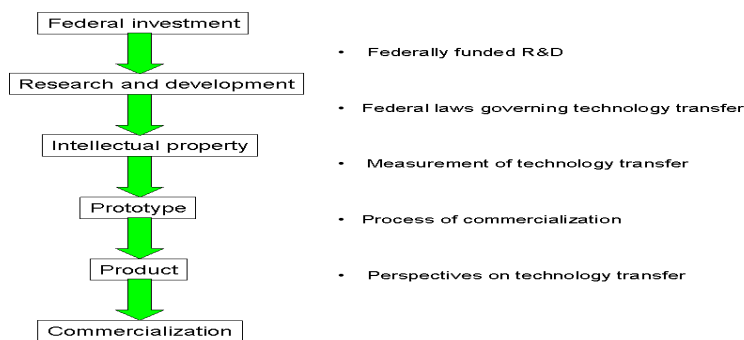 Federal investment
Research and development
Intellectual property
Prototype
Product
Commercialization
• Federally funded R&D
• Federal laws governing technology transfer
• Measurement of technology transfer
• Process of commercialization
• Perspectives on technology transfer